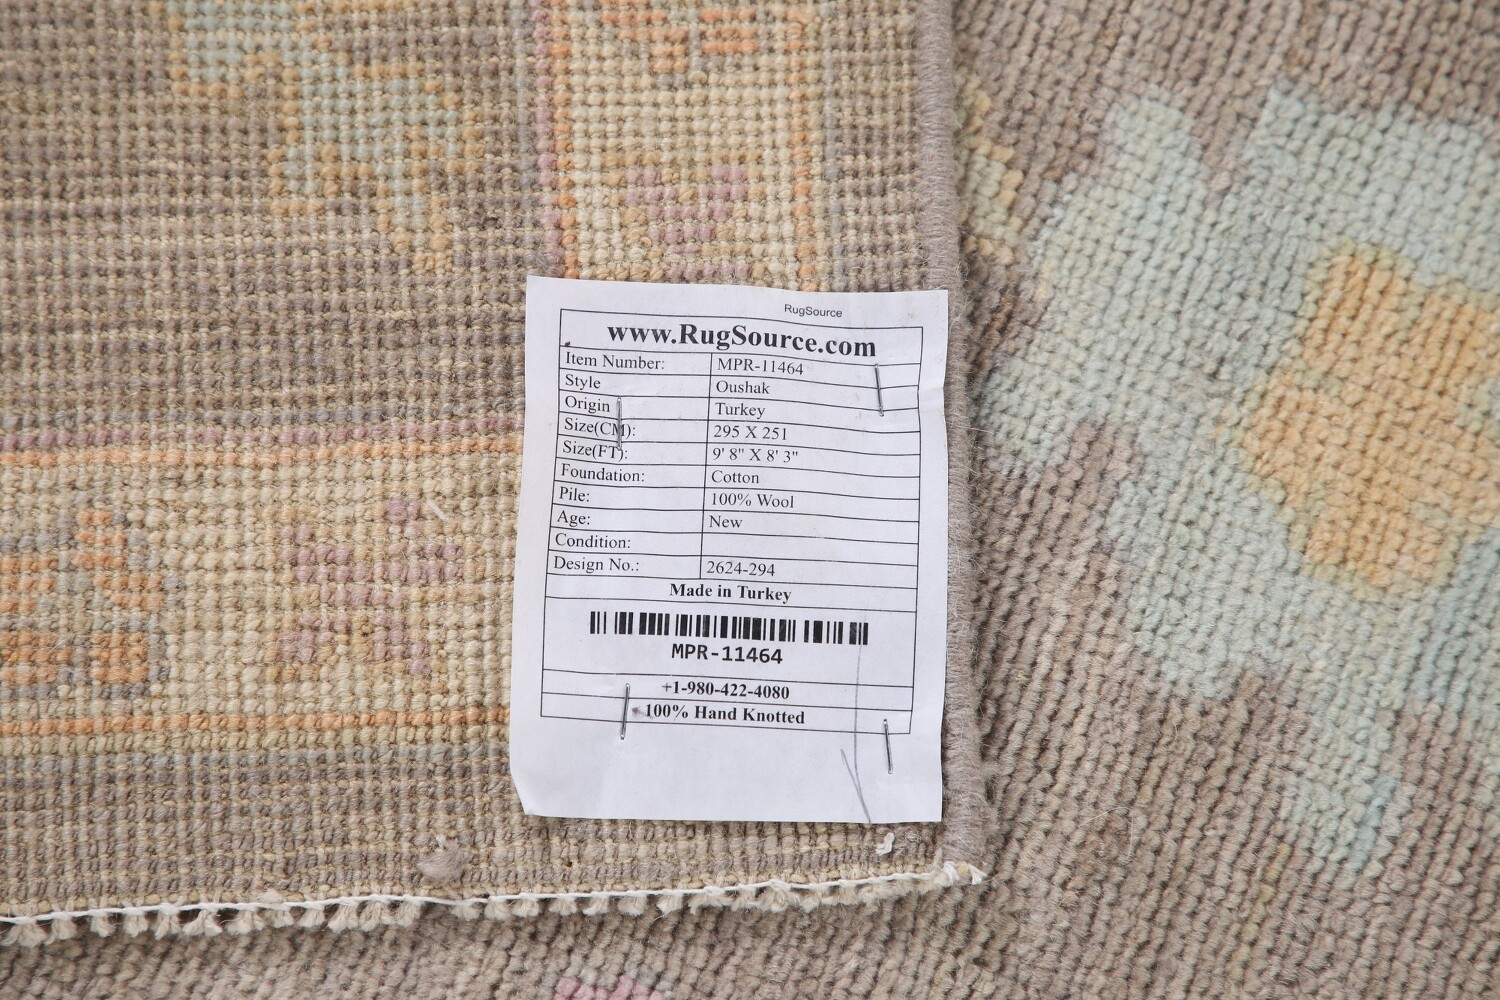 RugSource
www.RugSource.com
Item Number: MPR-11464
Style Oushak
Origin Turkey
Size(CM): 295 X 251
Size(FT): 9' 8" X 8' 3"
Foundation: Cotton
Pile: 100% Wool
Age: New
Condition:
Design No.: 2624-294
Made in Turkey
MPR-11464
+1-980-422-4080
100% Hand Knotted